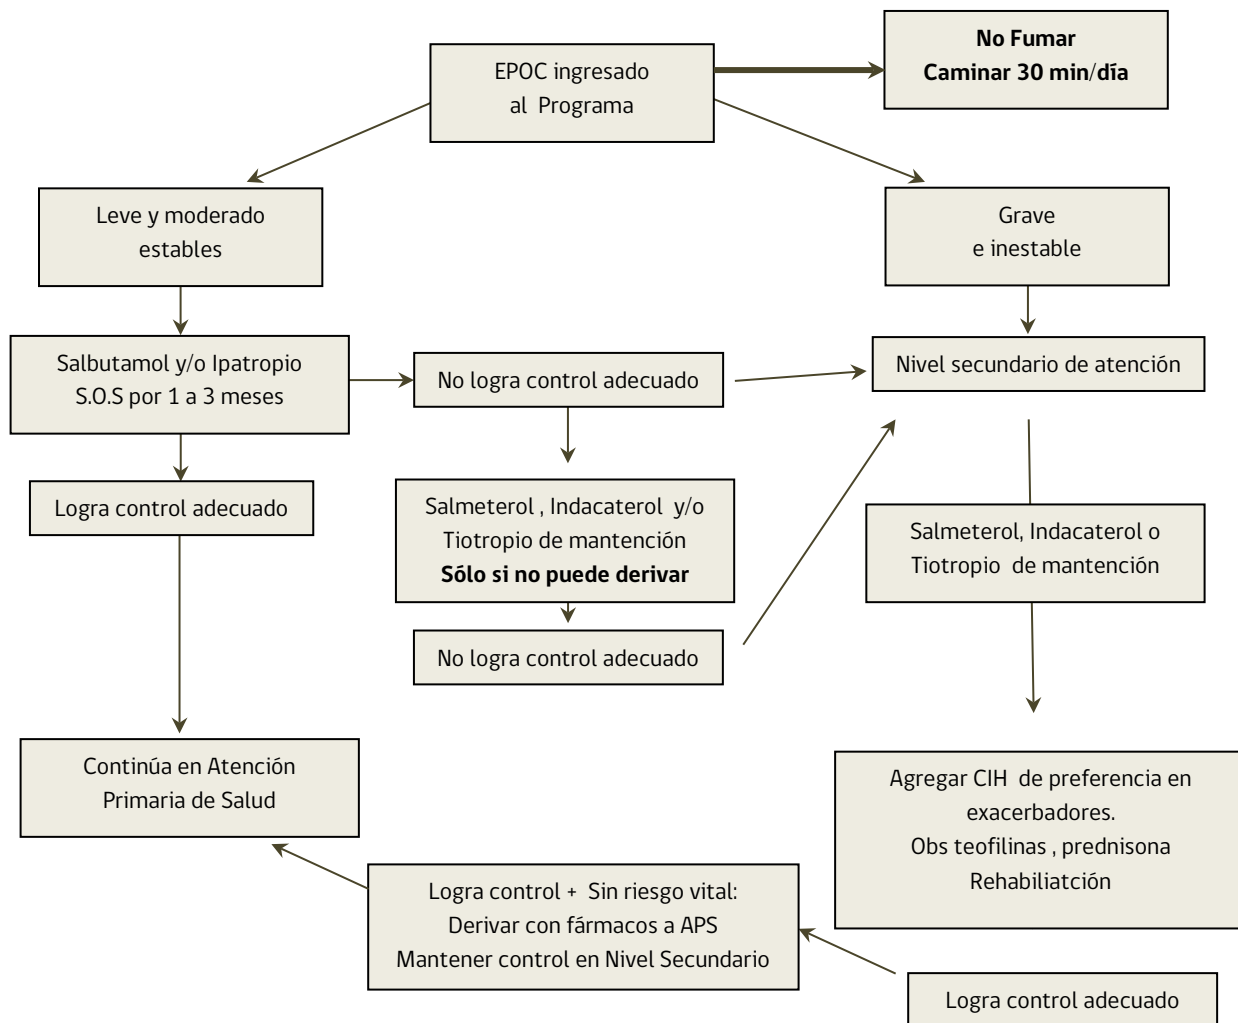 No Fumar
Caminar 30 min/día
EPOC ingresado
al Programa
Leve y moderado
estables
Grave
e inestable
Salbutamol y/o Ipatropio
S.O.S por 1 a 3 meses
No logra control adecuado
Nivel secundario de atención
Logra control adecuado
Salmeterol , Indacaterol y/o
Tiotropio de mantención
Sólo si no puede derivar
Salmeterol, Indacaterol o
Tiotropio de mantención
No logra control adecuado
Continúa en Atención
Primaria de Salud
Agregar CIH de preferencia en
exacerbadores.
Obs teofilinas , prednisona
Rehabiliatción
Logra control + Sin riesgo vital:
Derivar con fármacos a APS
Mantener control en Nivel Secundario
Logra control adecuado